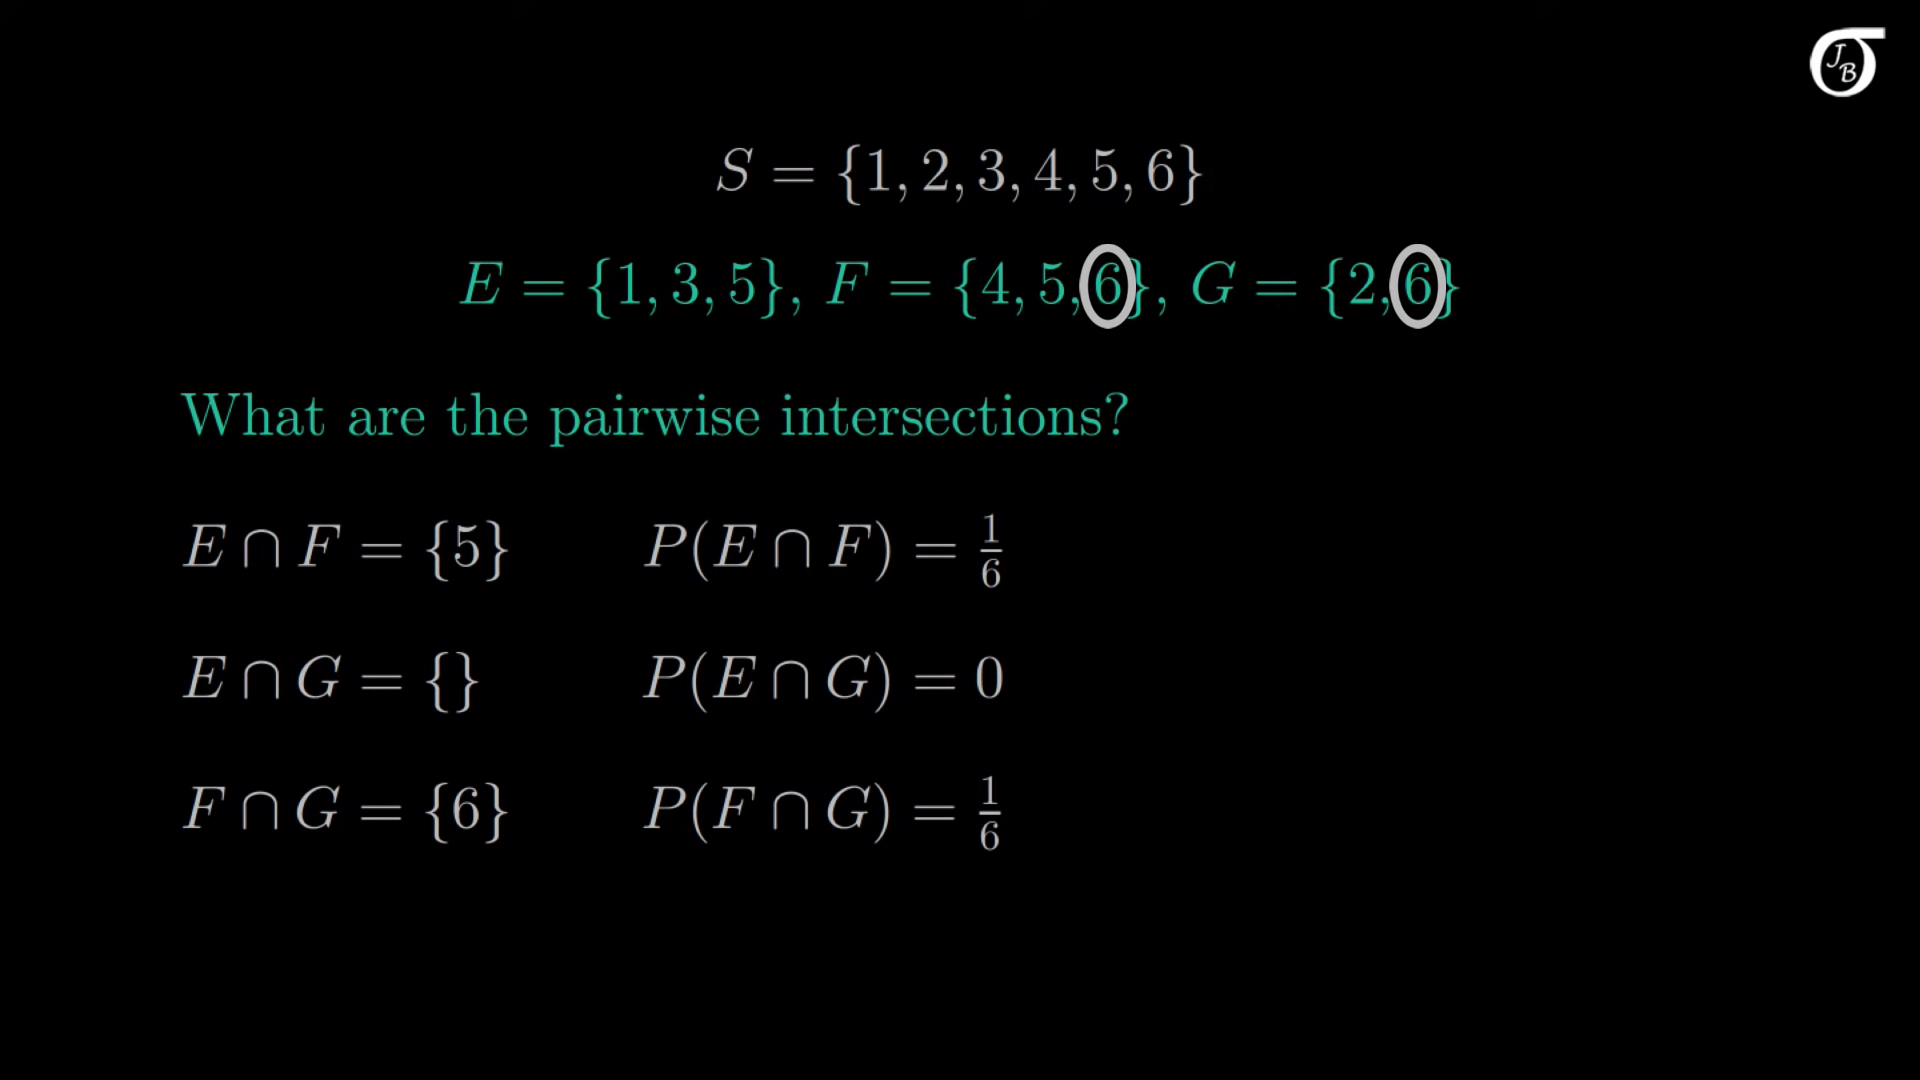 J B
S = {1, 2, 3, 4, 5, 6}
E = {1, 3, 5}, F = {4, 5, 6}, G = {2, 6}
What are the pairwise intersections?
E ∩ F = {5} P(E ∩ F) = 1/6
E ∩ G = {} P(E ∩ G) = 0
F ∩ G = {6} P(F ∩ G) = 1/6